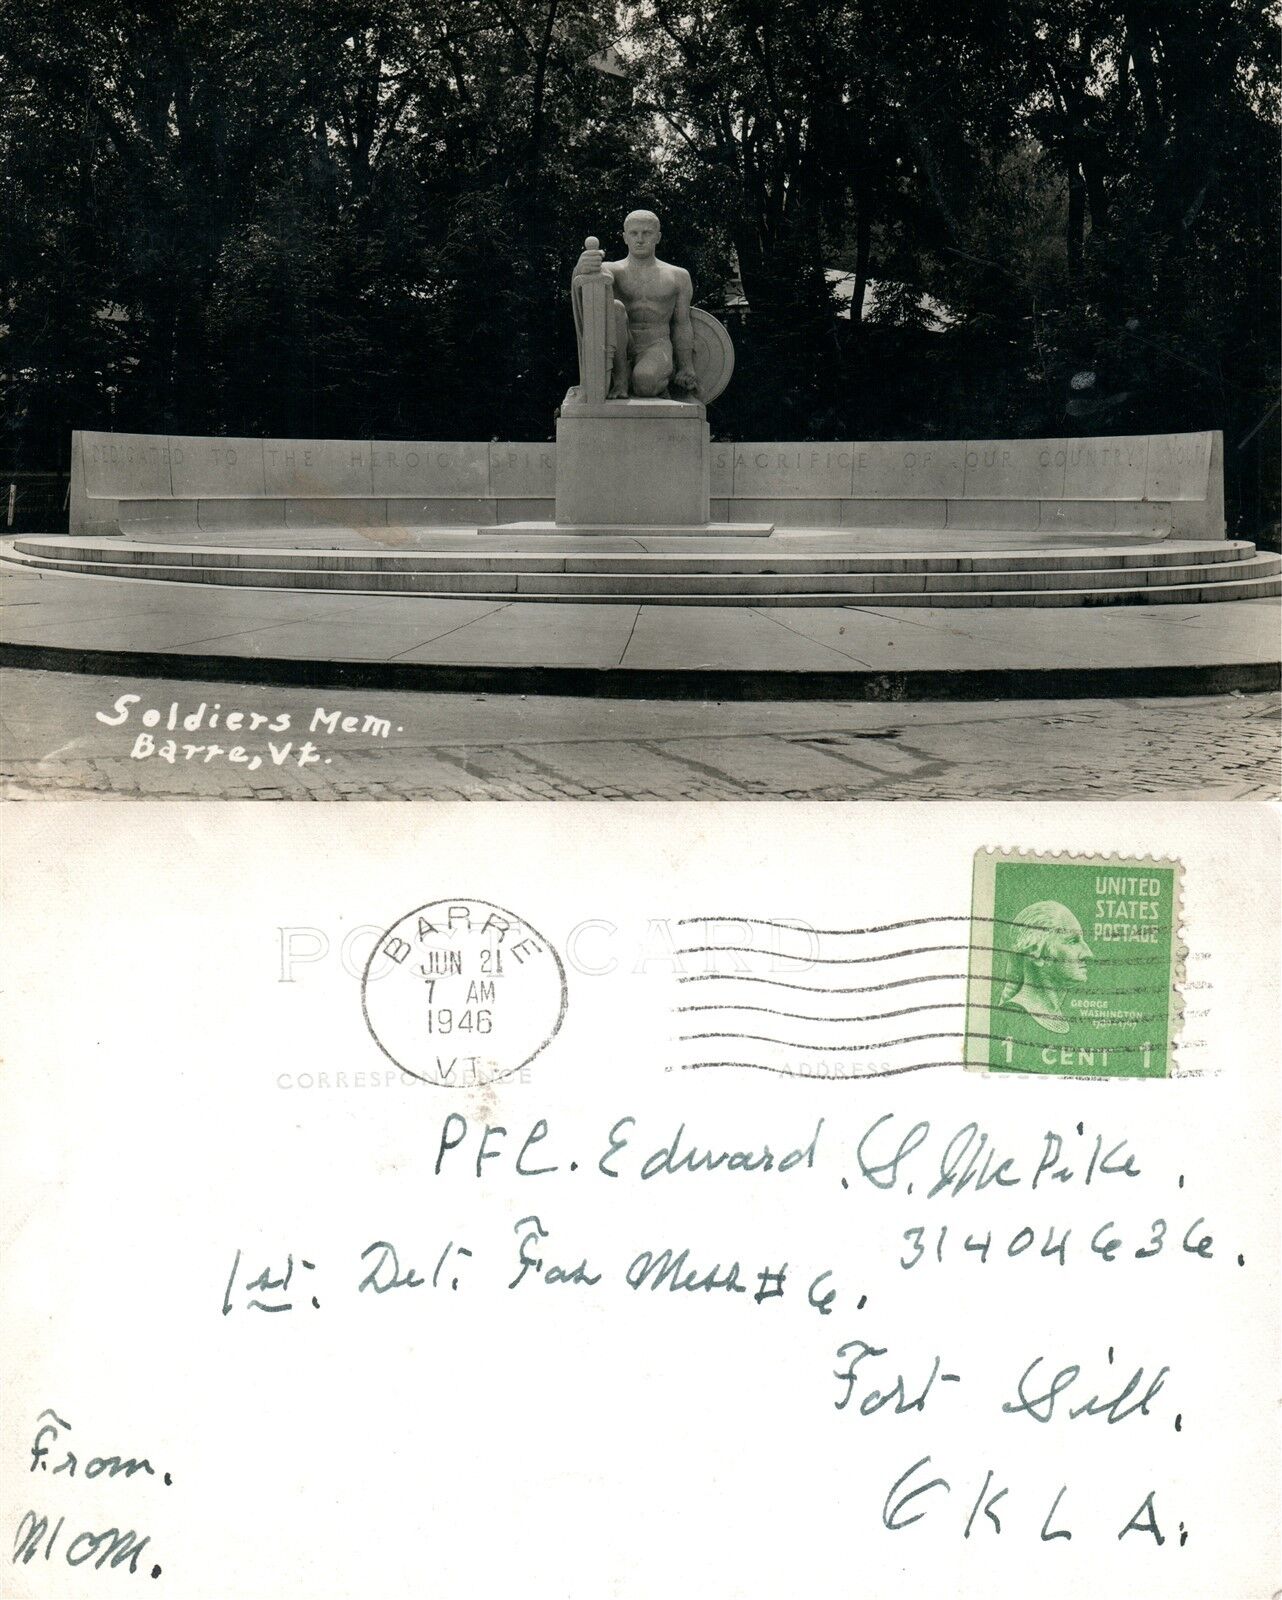 DEDICATED TO THE HEROIC SPIR SACRIFICE OF OUR COUNTRY
Soldiers Mem.
Barre, Vt.
POST CARD
UNITED
STATES
POSTAGE
GEORGE
WASHINGTON
1 CENT 1
BARRE
JUN 21
7 AM
1946
VT.
CORRESPONDENCE
ADDRESS
PFC. Edward. S. McPike.
31404636.
1st. Det. Fas Mess # 6.
Fort Sill,
OKLA.
From.
Mom.